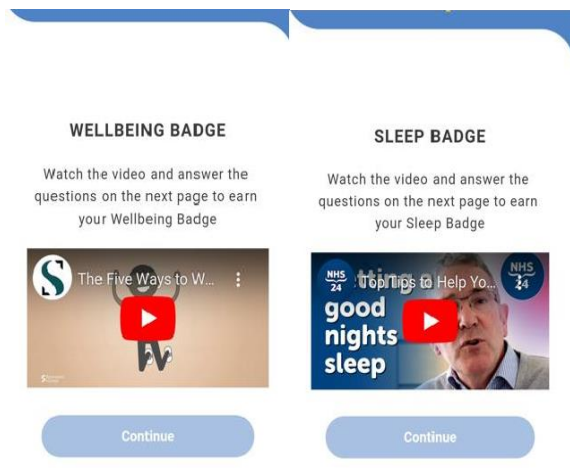 WELLBEING BADGE
Watch the video and answer the
questions on the next page to earn
your Wellbeing Badge
The Five Ways to W...
Continue
SLEEP BADGE
Watch the video and answer the
questions on the next page to earn
your Sleep Badge
NHS
24
Top Tips to Help Yo...
NHS
24
good
nights
sleep
Continue